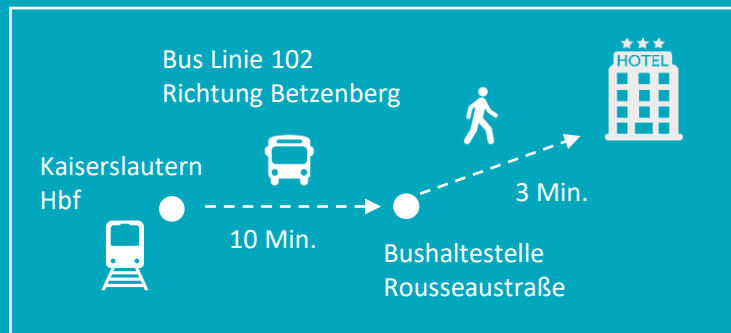 Bus Linie 102
Richtung Betzenberg
HOTEL
Kaiserslautern
Hbf
10 Min.
3 Min.
Bushaltestelle
Rousseaustraße